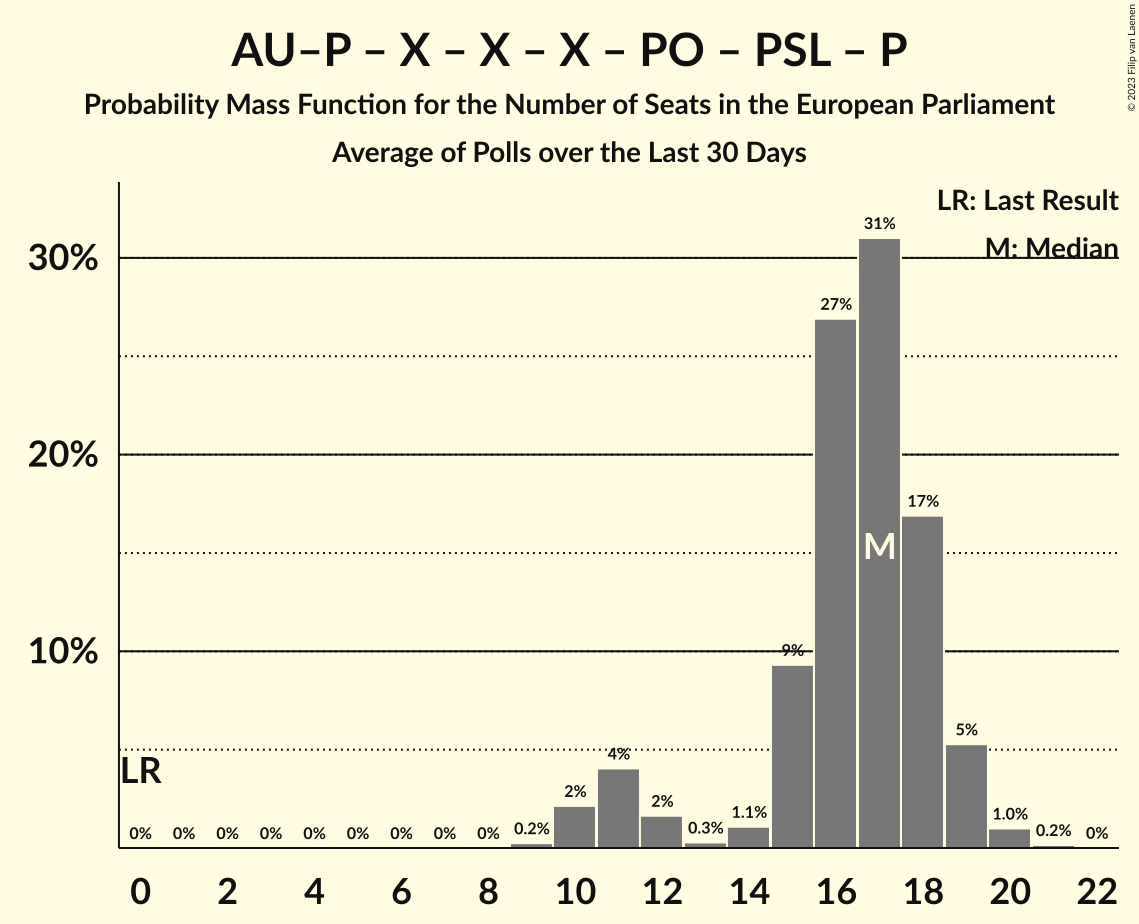 AU–P – X – X – X – PO – PSL – P
Probability Mass Function for the Number of Seats in the European Parliament
Average of Polls over the Last 30 Days
© 2023 Filip van Laenen
LR: Last Result
M: Median
30%
20%
10%
0% 0% 0% 0% 0% 0% 0% 0% 0% 0.2% 2% 4% 2% 0.3% 1.1% 9% 27% 31% 17% 5% 1.0% 0.2% 0%
LR
M
0 2 4 6 8 10 12 14 16 18 20 22